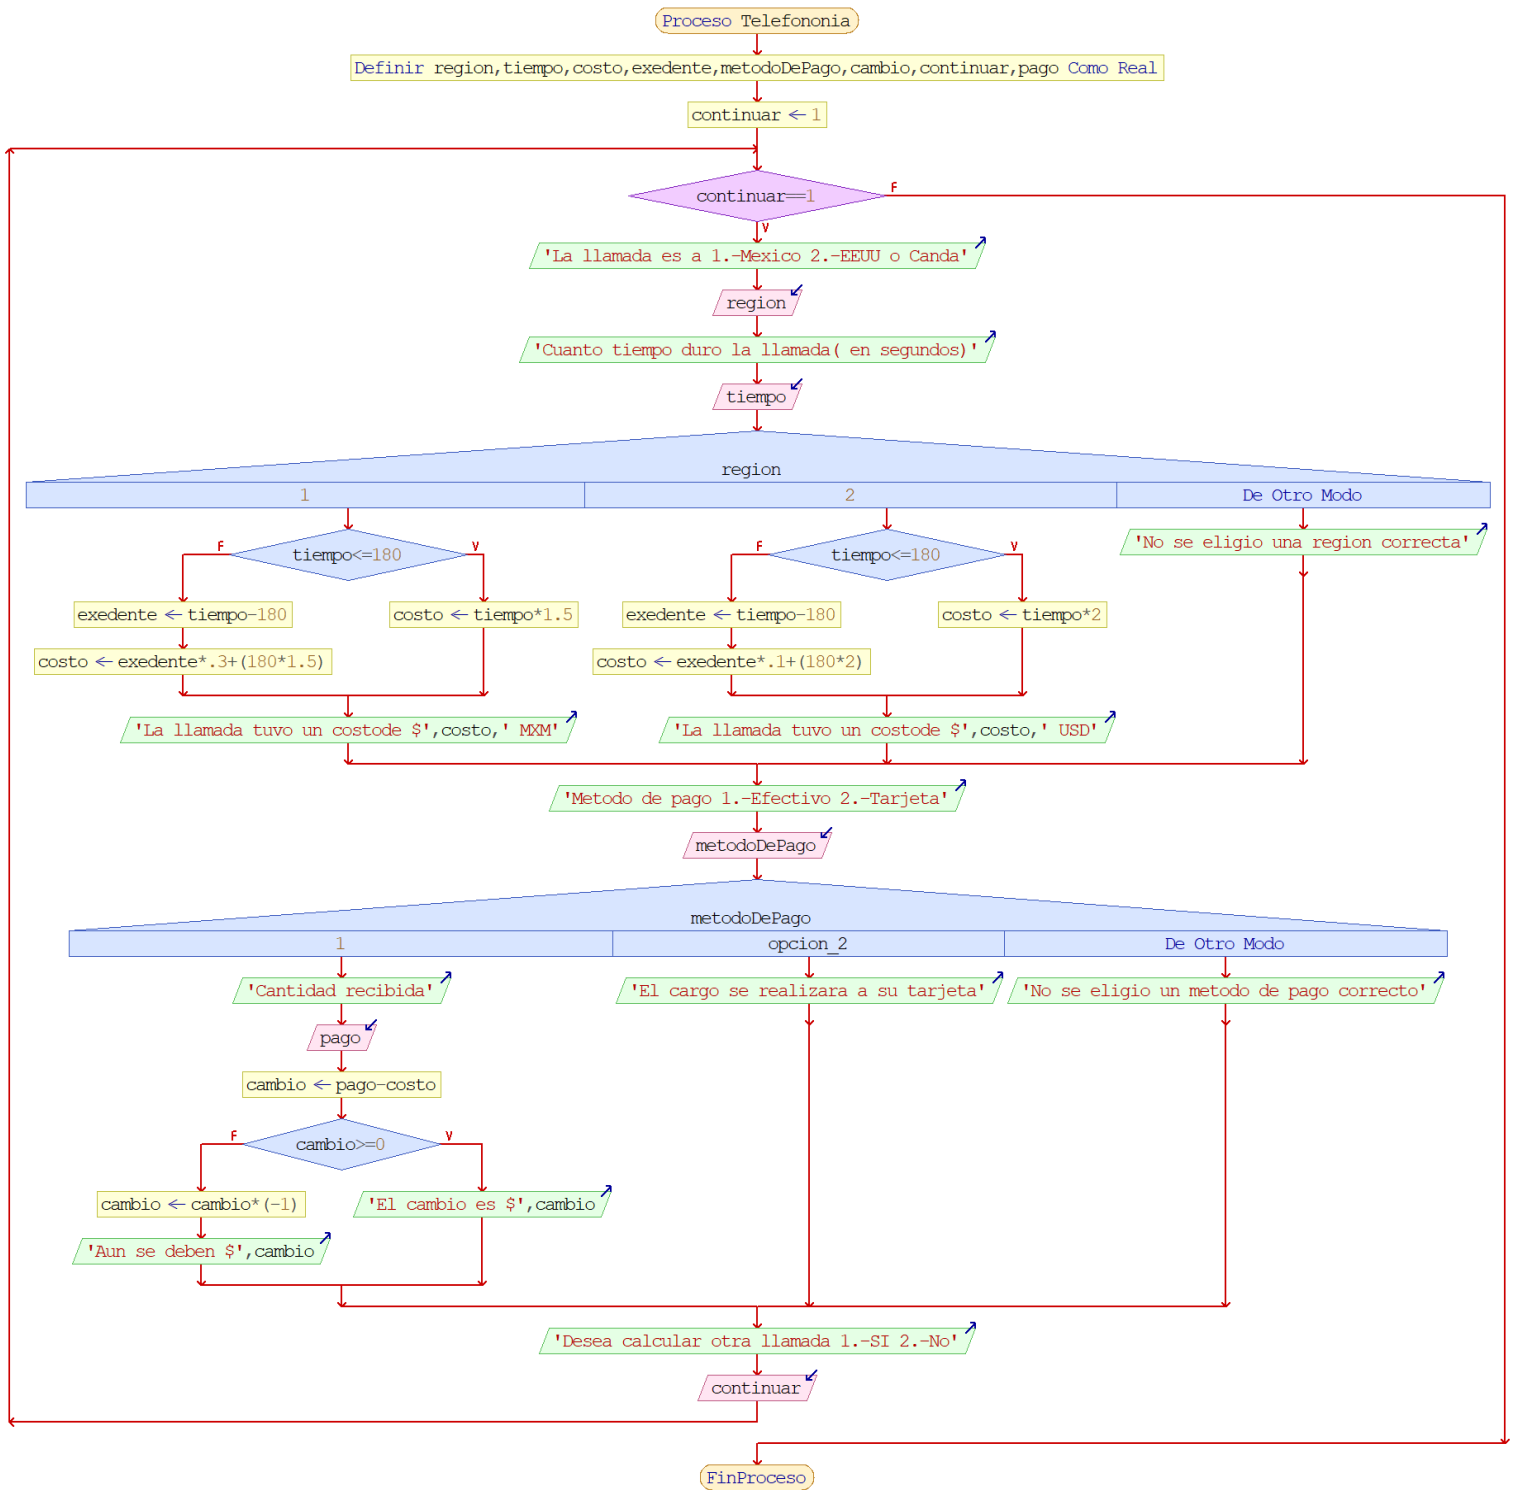 Proceso Telefononia
Definir region,tiempo,costo,exedente,metodoDePago,cambio,continuar,pago Como Real
continuar ← 1
continuar==1
F
V
'La llamada es a 1.-Mexico 2.-EEUU o Canda'
region
'Cuanto tiempo duro la llamada( en segundos)'
tiempo
region
1
2
De Otro Modo
F
tiempo<=180
V
F
tiempo<=180
V
'No se eligio una region correcta'
exedente ← tiempo-180
costo ← tiempo*1.5
exedente ← tiempo-180
costo ← tiempo*2
costo ← exedente*.3+(180*1.5)
costo ← exedente*.1+(180*2)
'La llamada tuvo un costode $',costo,' MXM'
'La llamada tuvo un costode $',costo,' USD'
'Metodo de pago 1.-Efectivo 2.-Tarjeta'
metodoDePago
metodoDePago
1
opcion_2
De Otro Modo
'Cantidad recibida'
'El cargo se realizara a su tarjeta'
'No se eligio un metodo de pago correcto'
pago
cambio ← pago-costo
F
cambio>=0
V
cambio ← cambio*(-1)
'El cambio es $',cambio
'Aun se deben $',cambio
'Desea calcular otra llamada 1.-SI 2.-No'
continuar
FinProceso